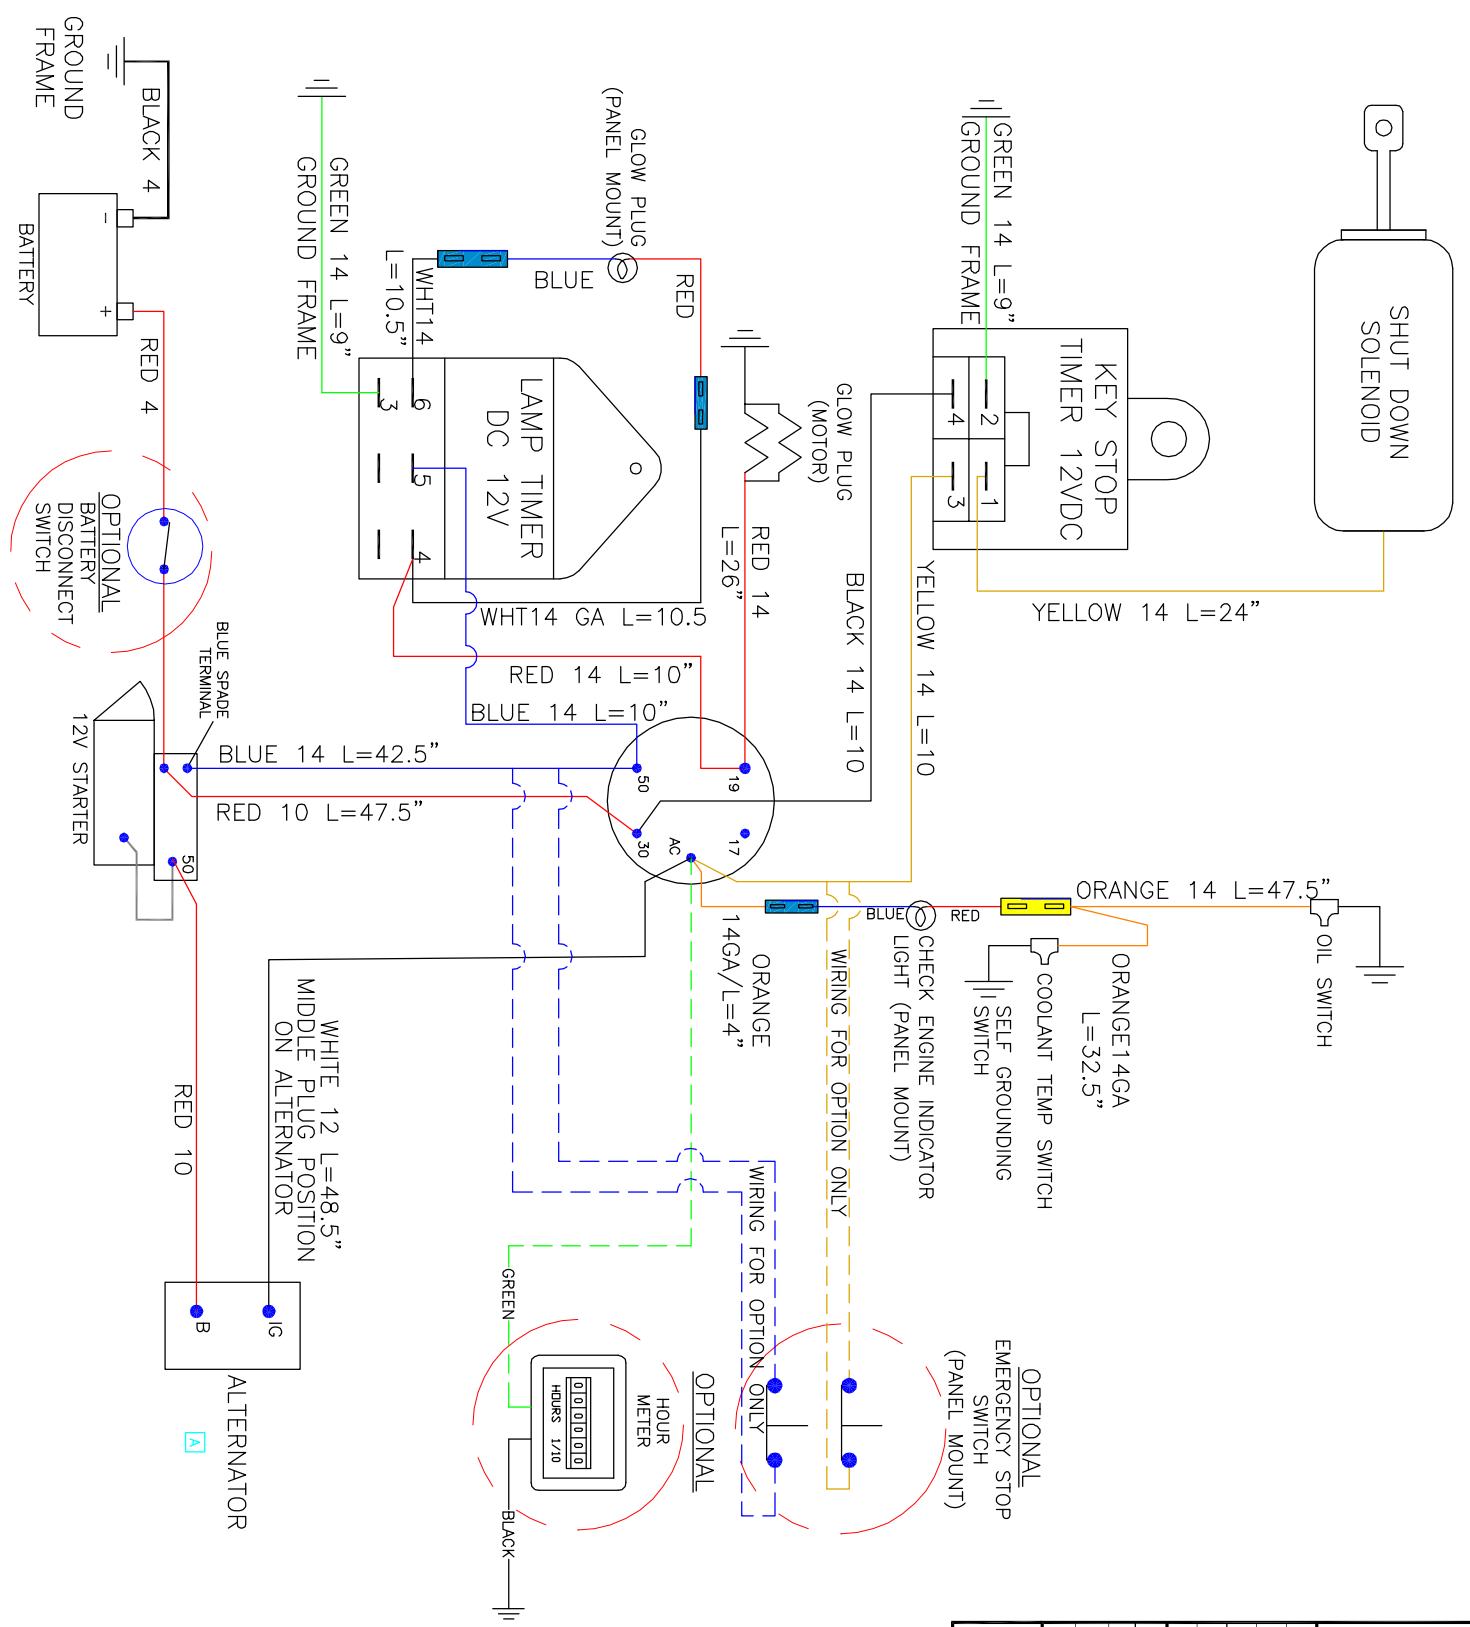 GROUND
FRAME
BLACK 4
-
+
BATTERY
RED 4
OPTIONAL
BATTERY
DISCONNECT
SWITCH
BLUE SPADE
TERMINAL
12V STARTER
50
BLUE 14 L=42.5"
RED 10 L=47.5"
RED 10
WHITE 12 L=48.5"
MIDDLE PLUG POSITION
ON ALTERNATOR
IG
B
ALTERNATOR
A
GREEN 14 L=9"
GROUND FRAME
WHT14
L=10.5"
BLUE
GLOW PLUG
(PANEL MOUNT)
RED
LAMP TIMER
DC 12V
6
3
5
4
WHT14 GA L=10.5
RED 14 L=10"
BLUE 14 L=10"
GLOW PLUG
(MOTOR)
RED 14
L=26"
50
19
30
17
AC
GREEN 14 L=9"
GROUND FRAME
KEY STOP
TIMER 12VDC
2
4
1
3
BLACK 14 L=10
YELLOW 14 L=10
SHUT DOWN
SOLENOID
YELLOW 14 L=24"
ORANGE
14GA/L=4"
BLUE
RED
CHECK ENGINE INDICATOR
LIGHT (PANEL MOUNT)
ORANGE 14 L=47.5"
OIL SWITCH
ORANGE14GA
L=32.5"
COOLANT TEMP SWITCH
SELF GROUNDING
SWITCH
WIRING FOR OPTION ONLY
WIRING FOR OPTION ONLY
GREEN
BLACK
HOURS 1/10
000000
HOUR
METER
OPTIONAL
OPTIONAL
EMERGENCY STOP
SWITCH
(PANEL MOUNT)